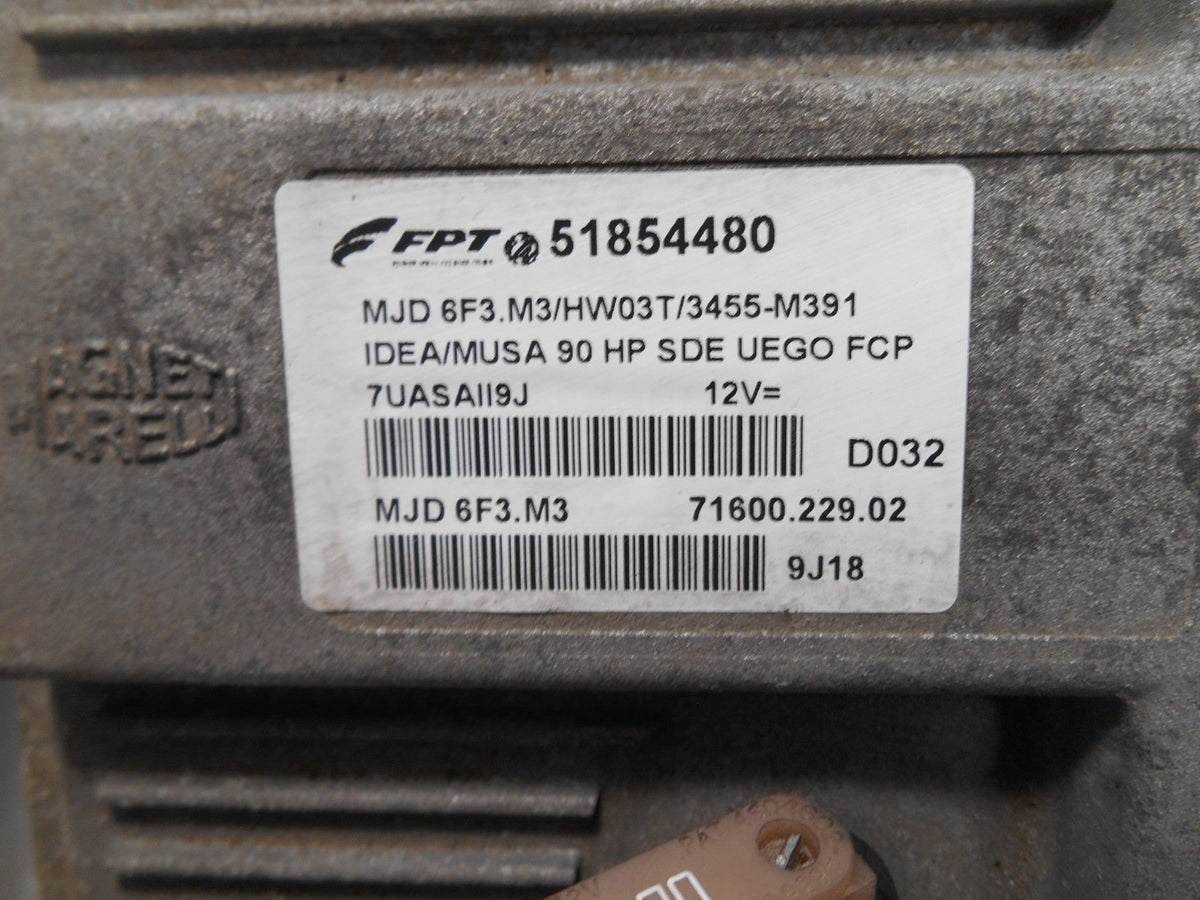 MAGNETI
MARELLI
FPT 51854480
MJD 6F3.M3/HW03T/3455-M391
IDEA/MUSA 90 HP SDE UEGO FCP
7UASAII9J 12V=
D032
MJD 6F3.M3 71600.229.02
9J18